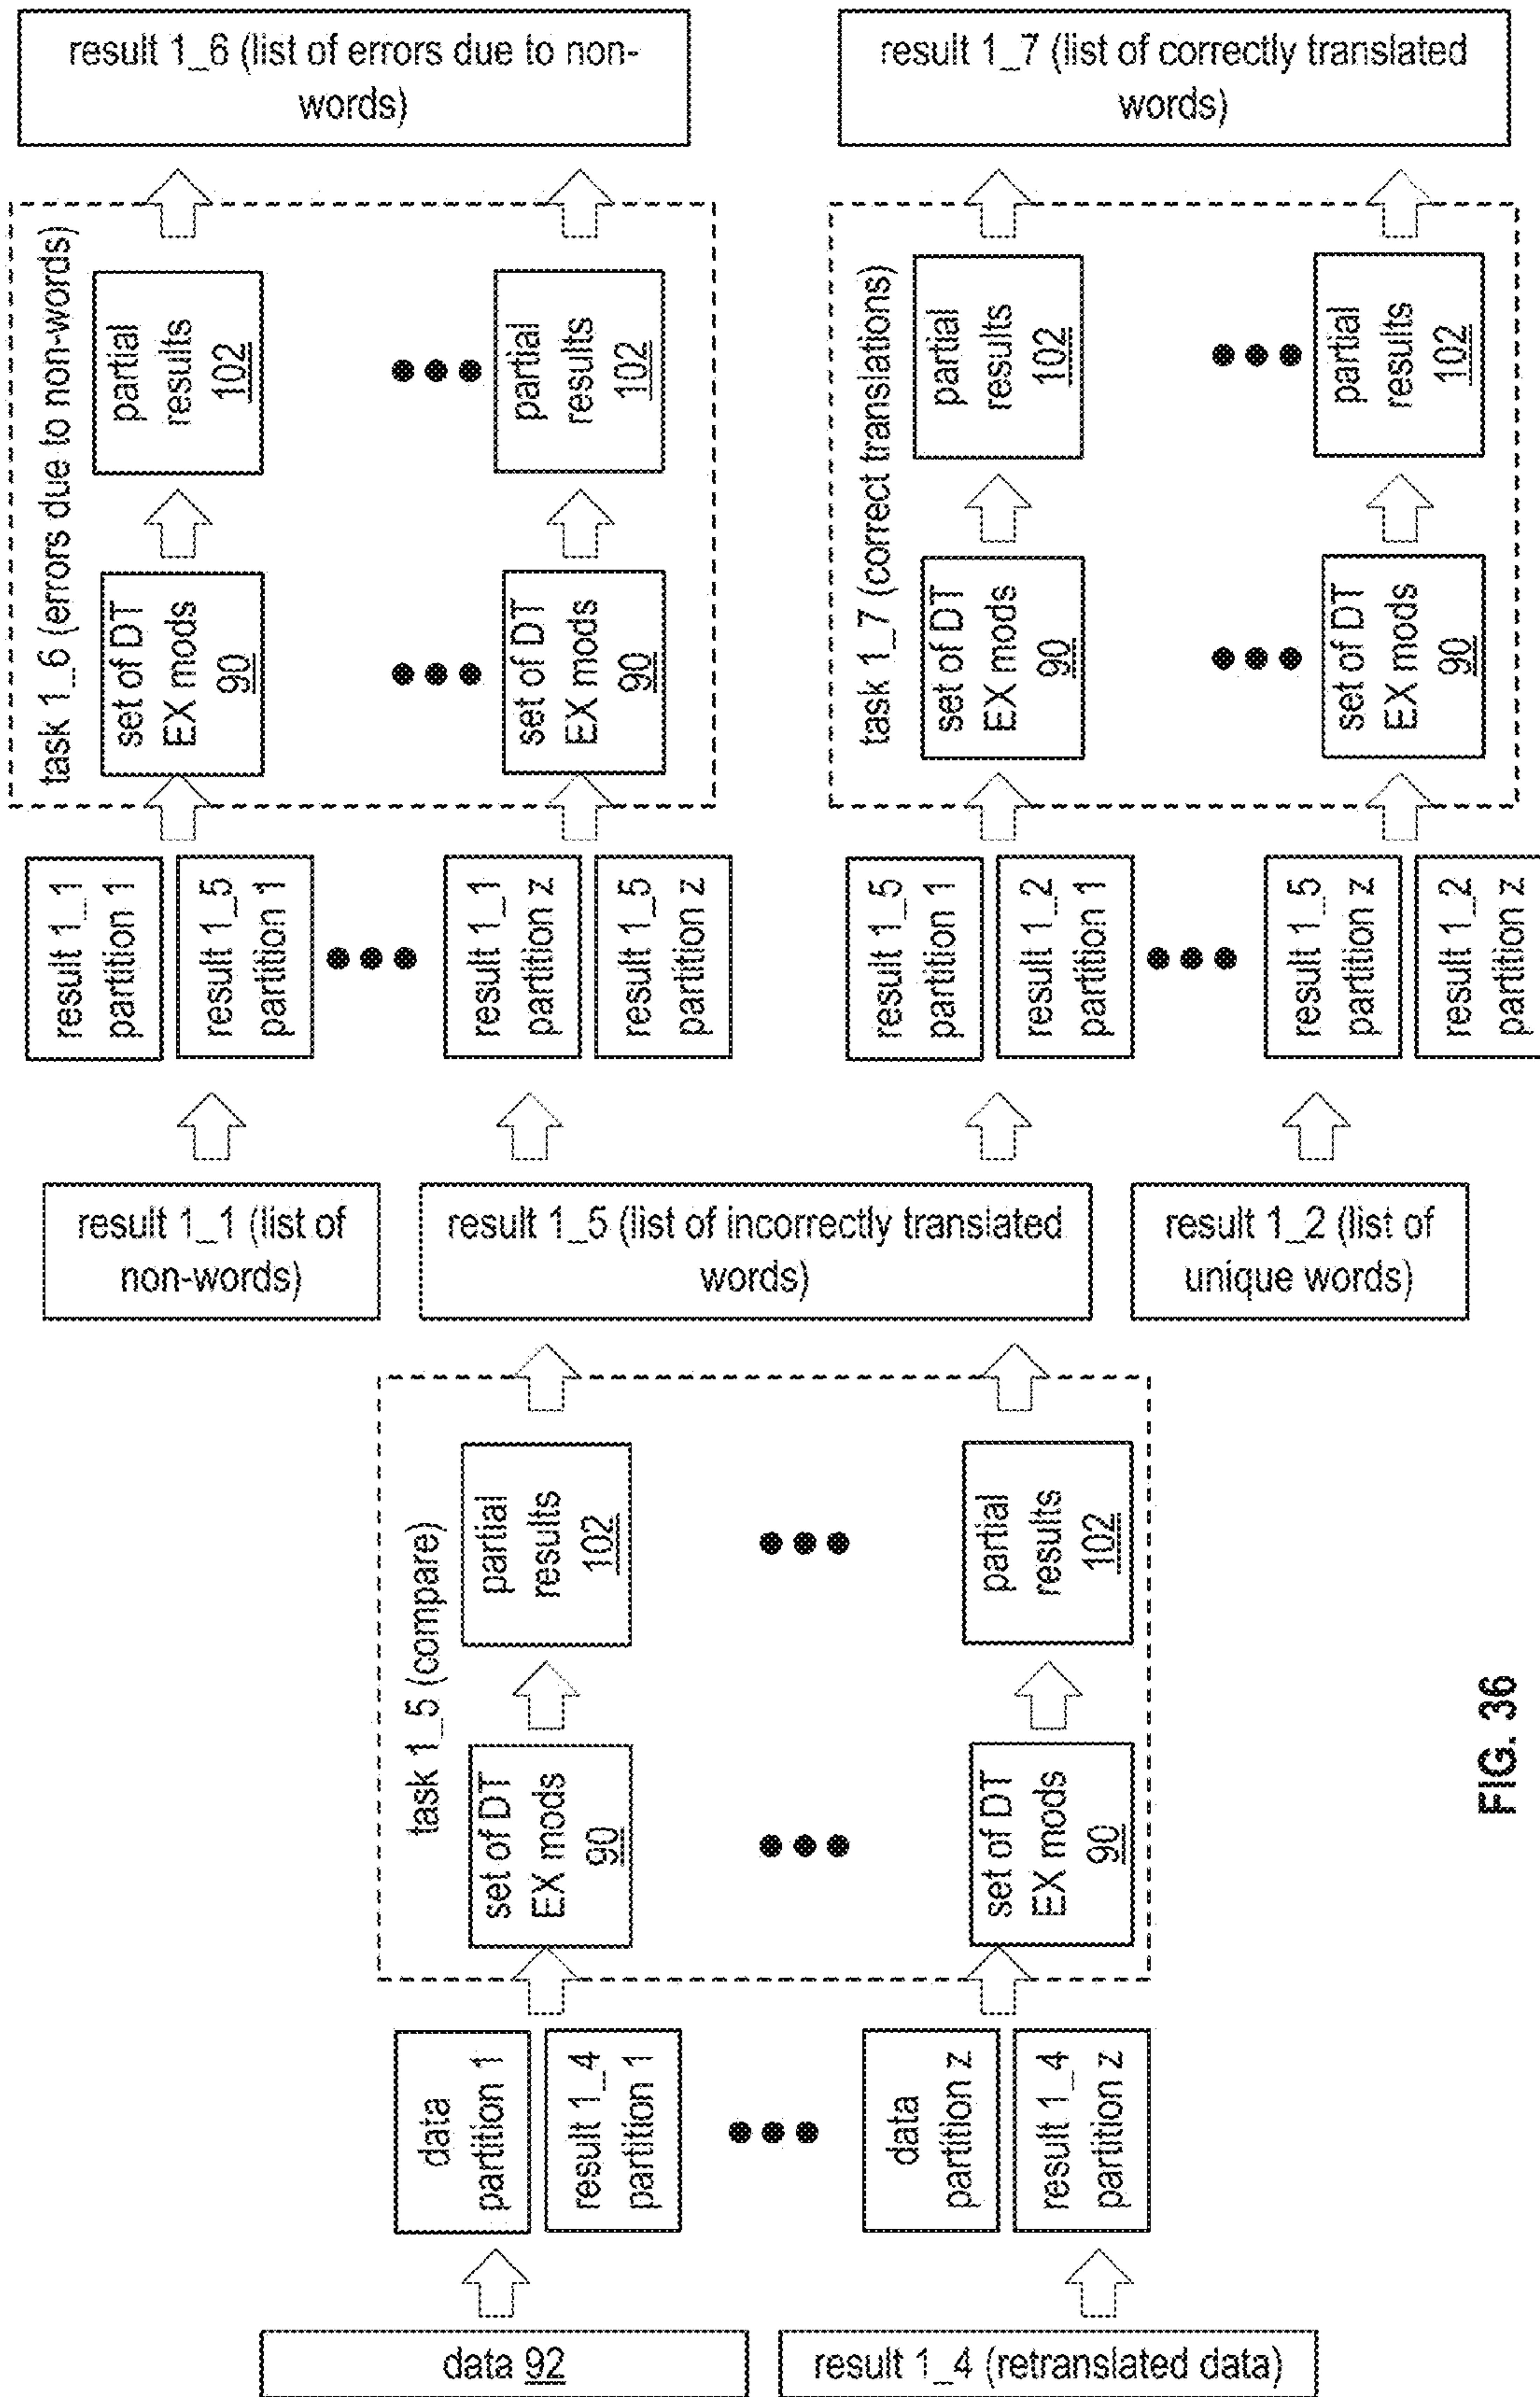 data 92
result 1_4 (retranslated data)
data
partition 1
result 1_4
partition 1
data
partition z
result 1_4
partition z
task 1_5 (compare)
set of DT
EX mods
90
partial
results
102
set of DT
EX mods
90
partial
results
102
result 1_1 (list of
non-words)
result 1_5 (list of incorrectly translated
words)
result 1_2 (list of
unique words)
result 1_1
partition 1
result 1_5
partition 1
result 1_1
partition z
result 1_5
partition z
task 1_6 (errors due to non-words)
set of DT
EX mods
90
partial
results
102
set of DT
EX mods
90
partial
results
102
result 1_6 (list of errors due to non-
words)
result 1_5
partition 1
result 1_2
partition 1
result 1_5
partition z
result 1_2
partition z
task 1_7 (correct translations)
set of DT
EX mods
90
partial
results
102
set of DT
EX mods
90
partial
results
102
result 1_7 (list of correctly translated
words)
FIG. 36